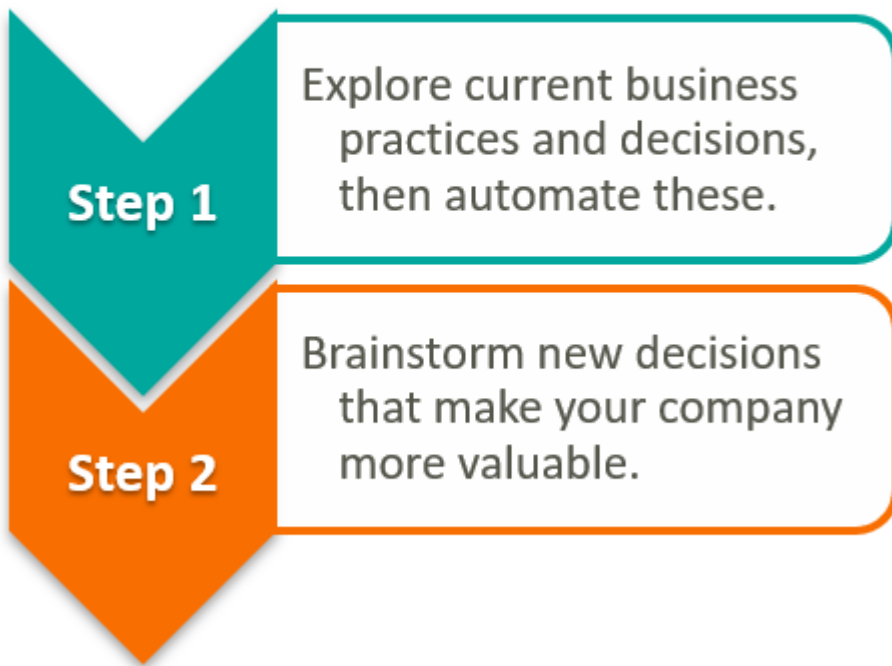 Step 1
Explore current business
practices and decisions,
then automate these.
Step 2
Brainstorm new decisions
that make your company
more valuable.